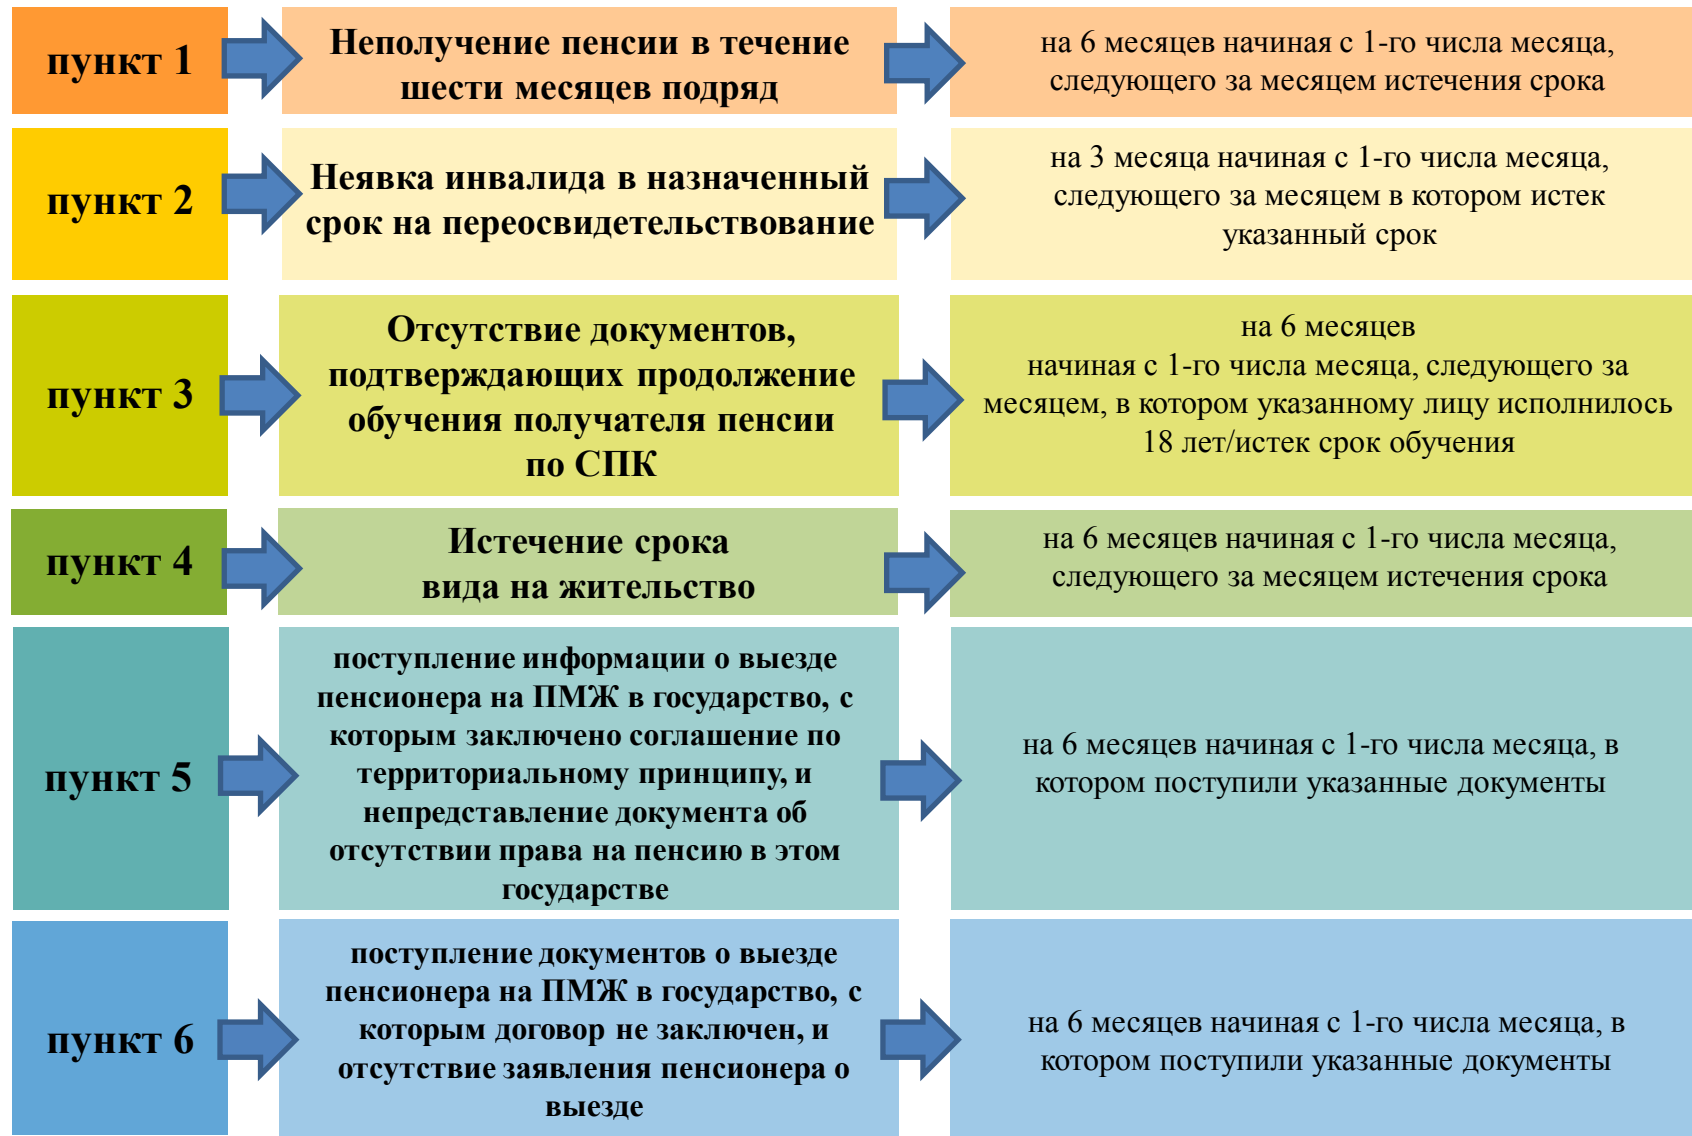 пункт 1
Неполучение пенсии в течение
шести месяцев подряд
на 6 месяцев начиная с 1-го числа месяца,
следующего за месяцем истечения срока
пункт 2
Неявка инвалида в назначенный
срок на переосвидетельствование
на 3 месяца начиная с 1-го числа месяца,
следующего за месяцем в котором истек
указанный срок
пункт 3
Отсутствие документов,
подтверждающих продолжение
обучения получателя пенсии
по СПК
на 6 месяцев
начиная с 1-го числа месяца, следующего за
месяцем, в котором указанному лицу исполнилось
18 лет/истек срок обучения
пункт 4
Истечение срока
вида на жительство
на 6 месяцев начиная с 1-го числа месяца,
следующего за месяцем истечения срока
пункт 5
поступление информации о выезде
пенсионера на ПМЖ в государство, с
которым заключено соглашение по
территориальному принципу, и
непредставление документа об
отсутствии права на пенсию в этом
государстве
на 6 месяцев начиная с 1-го числа месяца, в
котором поступили указанные документы
пункт 6
поступление документов о выезде
пенсионера на ПМЖ в государство, с
которым договор не заключен, и
отсутствие заявления пенсионера о
выезде
на 6 месяцев начиная с 1-го числа месяца, в
котором поступили указанные документы